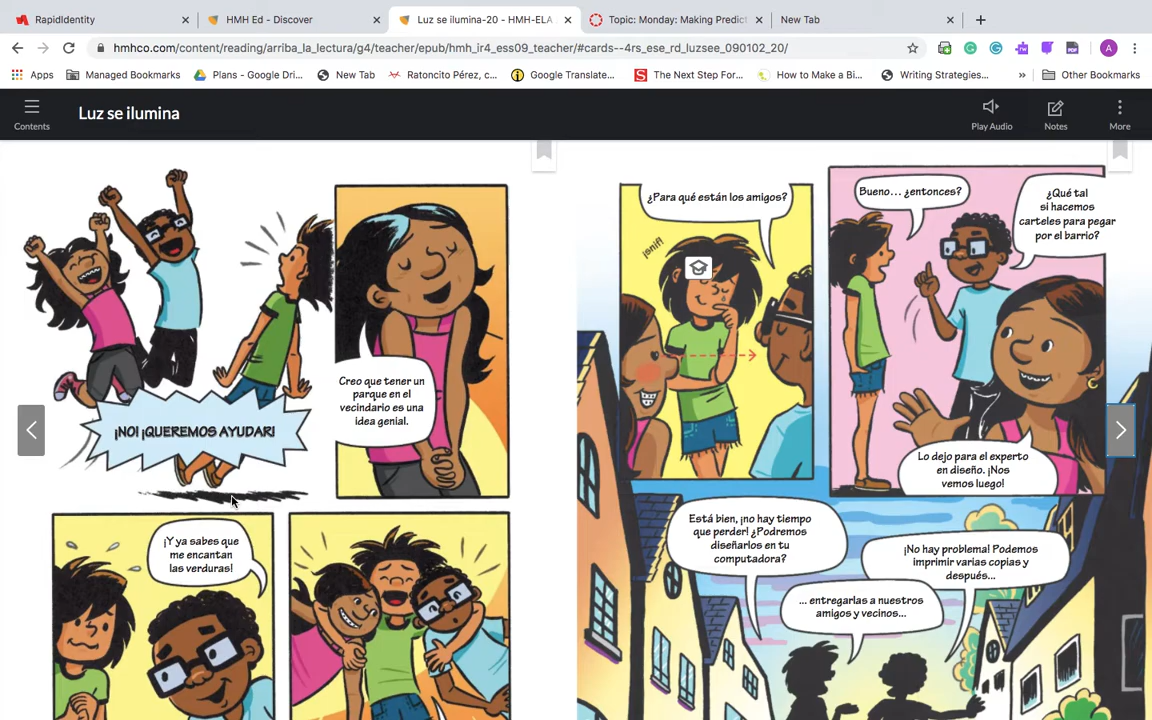 RapidIdentity
HMH Ed - Discover
Luz se ilumina-20 - HMH-ELA
Topic: Monday: Making Predict
New Tab
hmhco.com/content/reading/arriba_la_lectura/g4/teacher/epub/hmh_ir4_ess09_teacher/#cards--4rs_ese_rd_luzsee_090102_20/
A
Apps
Managed Bookmarks
Plans - Google Dri...
New Tab
Ratoncito Pérez, c...
Google Translate...
The Next Step For...
How to Make a Bi...
Writing Strategies...
»
Other Bookmarks
Contents
Luz se ilumina
Play Audio
Notes
More
¡NO! ¡QUEREMOS AYUDAR!
Creo que tener un
parque en el
vecindario es una
idea genial.
¡Y ya sabes que
me encantan
las verduras!
¿Para qué están los amigos?
¡sniff!
Bueno... ¿entonces?
¿Qué tal
si hacemos
carteles para pegar
por el barrio?
Lo dejo para el experto
en diseño. ¡Nos
vemos luego!
Está bien, ¡no hay tiempo
que perder! ¿Podremos
diseñarlos en tu
computadora?
¡No hay problema! Podemos
imprimir varias copias y
después...
... entregarlas a nuestros
amigos y vecinos...